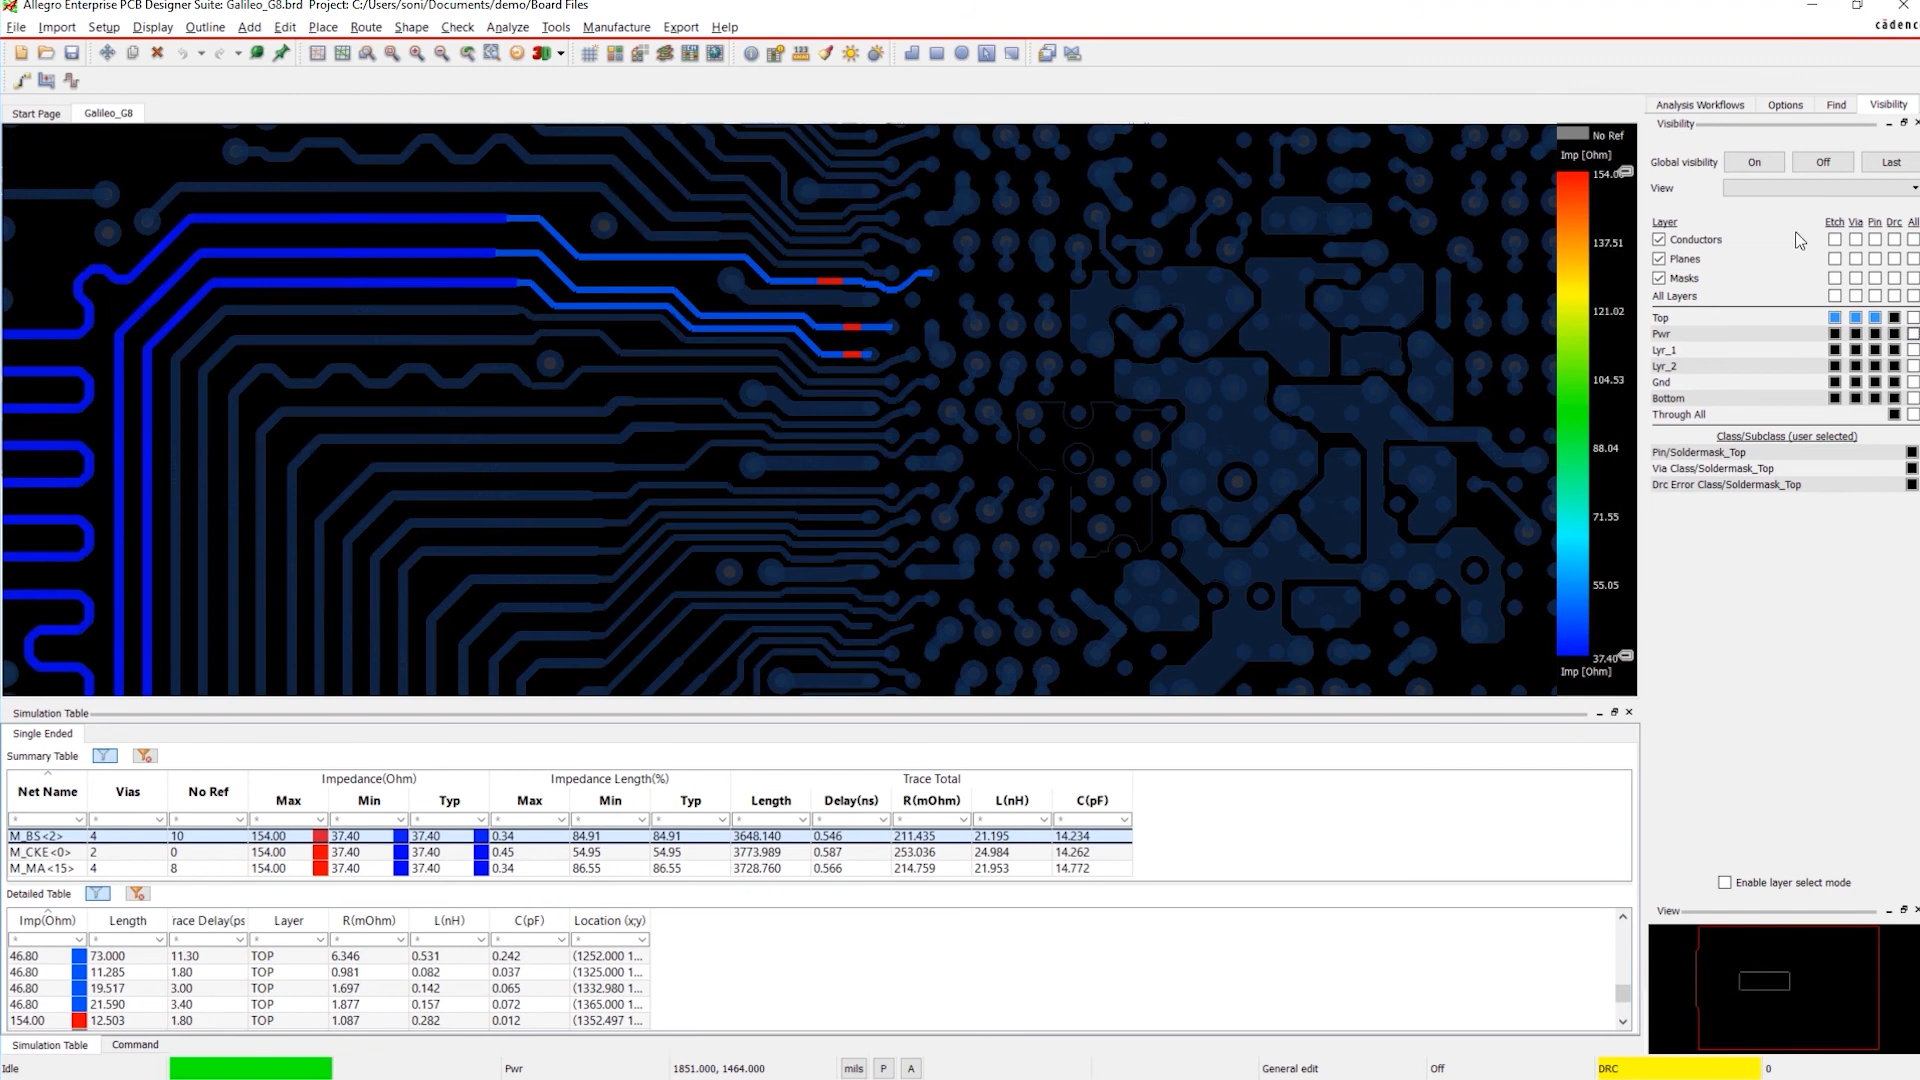 Allegro Enterprise PCB Designer Suite: Galileo_G8.brd  Project: C:/Users/soni/Documents/demo/Board Files
File Import Setup Display Outline Add Edit Place Route Shape Check Analyze Tools Manufacture Export Help
cādenc
3D
123
Start Page Galileo_G8
Analysis Workflows Options Find Visibility
Visibility
Global visibility On Off Last
View
Layer Etch Via Pin Drc All
Conductors
Planes
Masks
All Layers
Top
Pwr
Lyr_1
Lyr_2
Gnd
Bottom
Through All
Class/Subclass (user selected)
Pin/Soldermask_Top
Via Class/Soldermask_Top
Drc Error Class/Soldermask_Top
Enable layer select mode
View
No Ref
Imp [Ohm]
154.00
137.51
121.02
104.53
88.04
71.55
55.05
37.40
Imp [Ohm]
Simulation Table
Single Ended
Summary Table
Impedance(Ohm) Impedance Length(%) Trace Total
Net Name Vias No Ref Max Min Typ Max Min Typ Length Delay(ns) R(mOhm) L(nH) C(pF)
* * * * * * * * * * * * * *
M_BS<2> 4 10 154.00 37.40 37.40 0.34 84.91 84.91 3648.140 0.546 211.435 21.195 14.234
M_CKE<0> 2 0 154.00 37.40 37.40 0.45 54.95 54.95 3773.989 0.587 253.036 24.984 14.262
M_MA<15> 4 8 154.00 37.40 37.40 0.34 86.55 86.55 3728.760 0.566 214.759 21.953 14.772
Detailed Table
Imp(Ohm) Length race Delay(ps Layer R(mOhm) L(nH) C(pF) Location (x;y)
* * * * * * * *
46.80 73.000 11.30 TOP 6.346 0.531 0.242 (1252.000 1...
46.80 11.285 1.80 TOP 0.981 0.082 0.037 (1325.000 1...
46.80 19.517 3.00 TOP 1.697 0.142 0.065 (1332.980 1...
46.80 21.590 3.40 TOP 1.877 0.157 0.072 (1365.000 1...
154.00 12.503 1.80 TOP 1.087 0.282 0.012 (1352.497 1...
Simulation Table Command
Idle Pwr 1851.000, 1464.000 mils P A General edit Off DRC 0